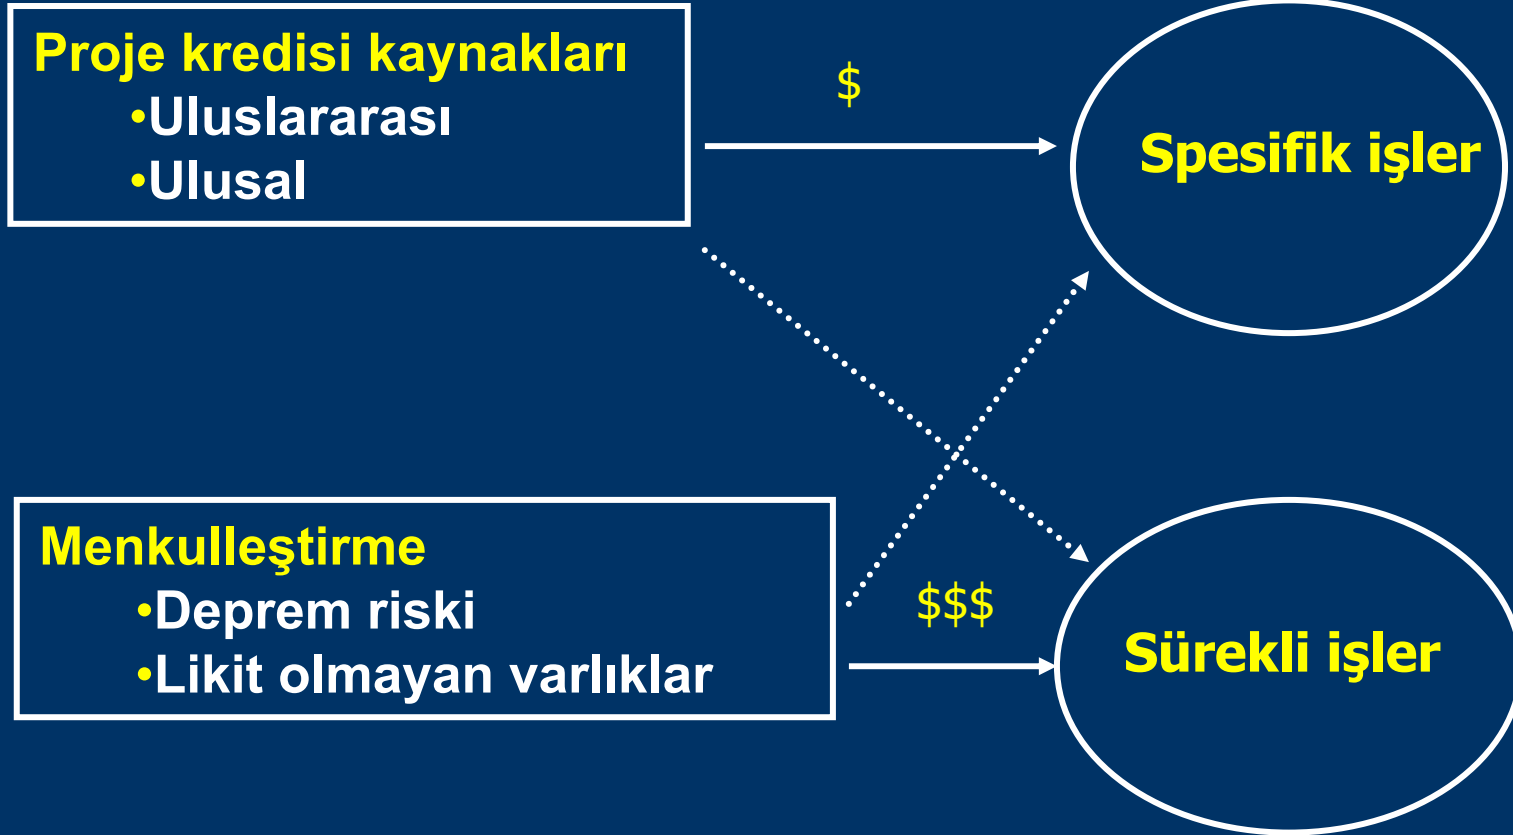 Proje kredisi kaynakları
•Uluslararası
•Ulusal
$
Spesifik işler
Menkulleştirme
•Deprem riski
•Likit olmayan varlıklar
$$$
Sürekli işler